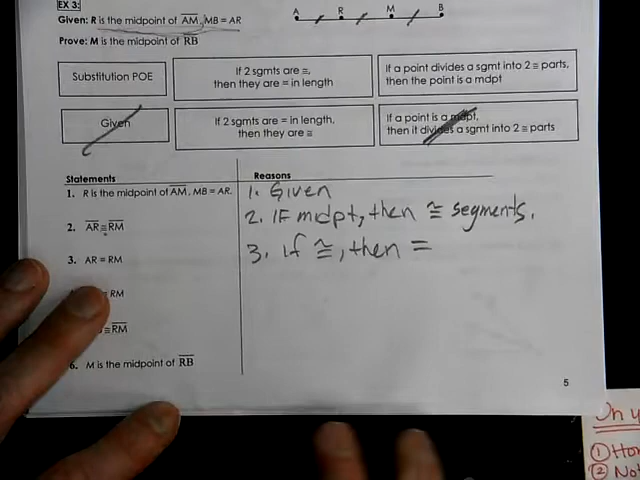 EX 3:
Given: R is the midpoint of AM, MB = AR
Prove: M is the midpoint of RB
A R M B
Substitution POE
If 2 sgmts are ≅, then they are = in length
If a point divides a sgmt into 2 ≅ parts, then the point is a mdpt
Given
If 2 sgmts are = in length, then they are ≅
If a point is a mdpt, then it divides a sgmt into 2 ≅ parts
Statements Reasons
1. R is the midpoint of AM, MB = AR. 1. Given
2. AR ≅ RM 2. IF midpt, then ≅ segments.
3. AR = RM 3. if ≅, then =
= RM
≅ RM
6. M is the midpoint of RB
5
①
②